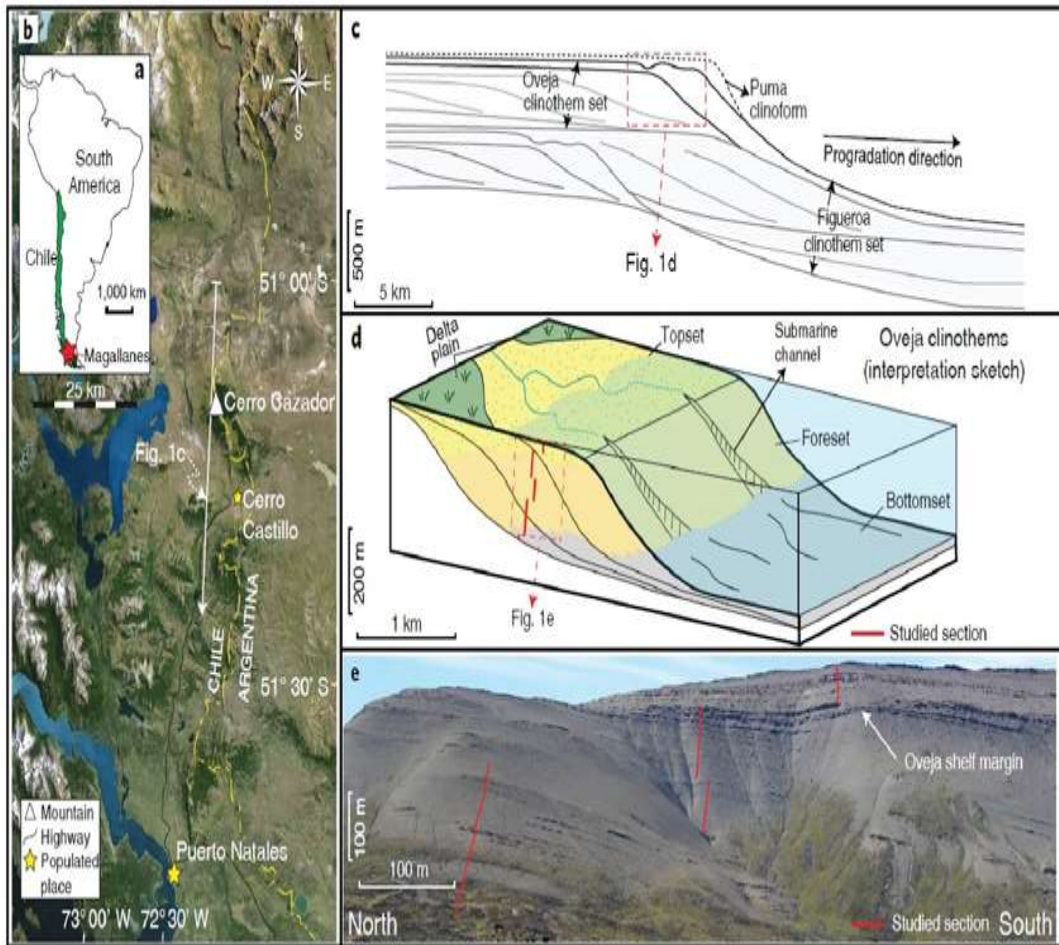 b
a
South
America
Chile
1,000 km
Magallanes
25 km
W
E
S
51° 00' S
Cerro Cazador
Fig. 1c
Cerro
Castillo
CHILE
ARGENTINA
51° 30' S
Mountain
Highway
Populated
place
Puerto Natales
73° 00' W 72° 30' W
c
Oveja
clinothem set
Puma
clinoform
Progradation direction
Figueroa
clinothem set
Fig. 1d
500 m
5 km
d
Delta
plain
Topset
Submarine
channel
Oveja clinothems
(interpretation sketch)
Foreset
Bottomset
200 m
1 km
Fig. 1e
Studied section
e
Oveja shelf margin
100 m
100 m
North
Studied section
South